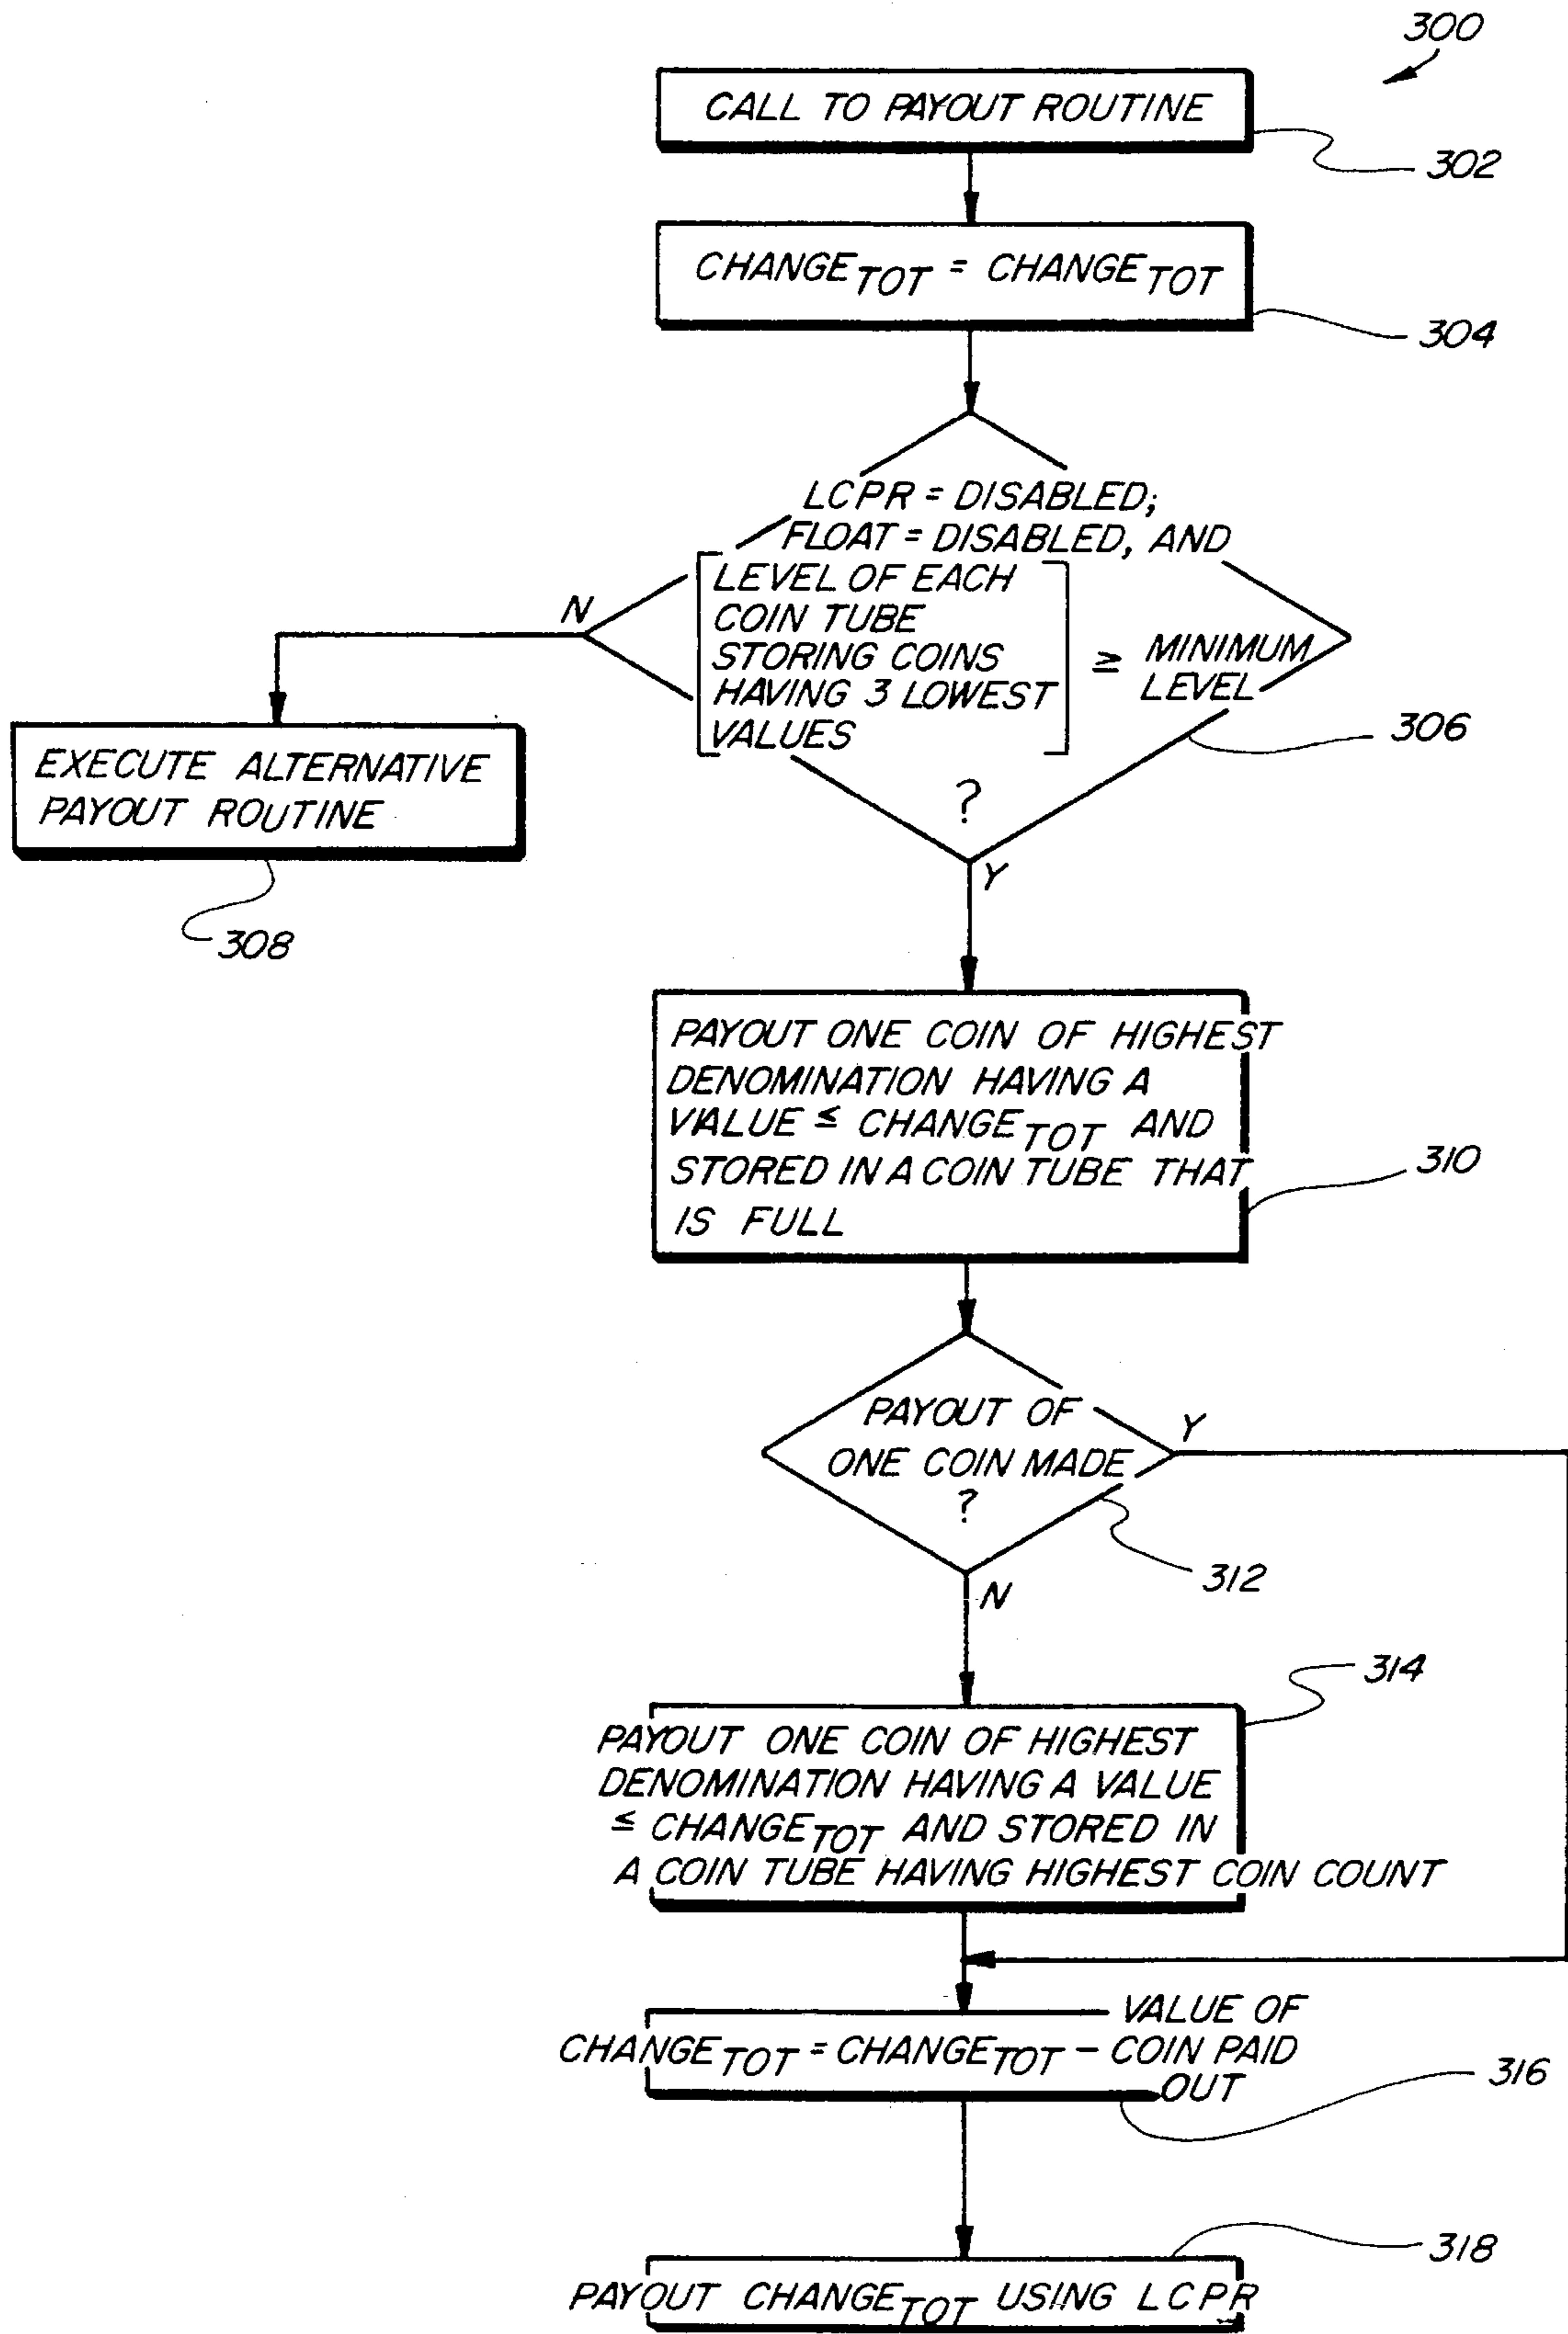 300
CALL TO PAYOUT ROUTINE
302
CHANGE TOT = CHANGE TOT
304
LCPR = DISABLED;
FLOAT = DISABLED, AND
LEVEL OF EACH
COIN TUBE
STORING COINS
HAVING 3 LOWEST
VALUES
≥ MINIMUM
LEVEL
?
306
N
EXECUTE ALTERNATIVE
PAYOUT ROUTINE
308
Y
PAYOUT ONE COIN OF HIGHEST
DENOMINATION HAVING A
VALUE ≤ CHANGE TOT AND
STORED IN A COIN TUBE THAT
IS FULL
310
PAYOUT OF
ONE COIN MADE
?
Y
312
N
314
PAYOUT ONE COIN OF HIGHEST
DENOMINATION HAVING A VALUE
≤ CHANGE TOT AND STORED IN
A COIN TUBE HAVING HIGHEST COIN COUNT
CHANGE TOT = CHANGE TOT - VALUE OF
COIN PAID
OUT
316
318
PAYOUT CHANGE TOT USING LCPR